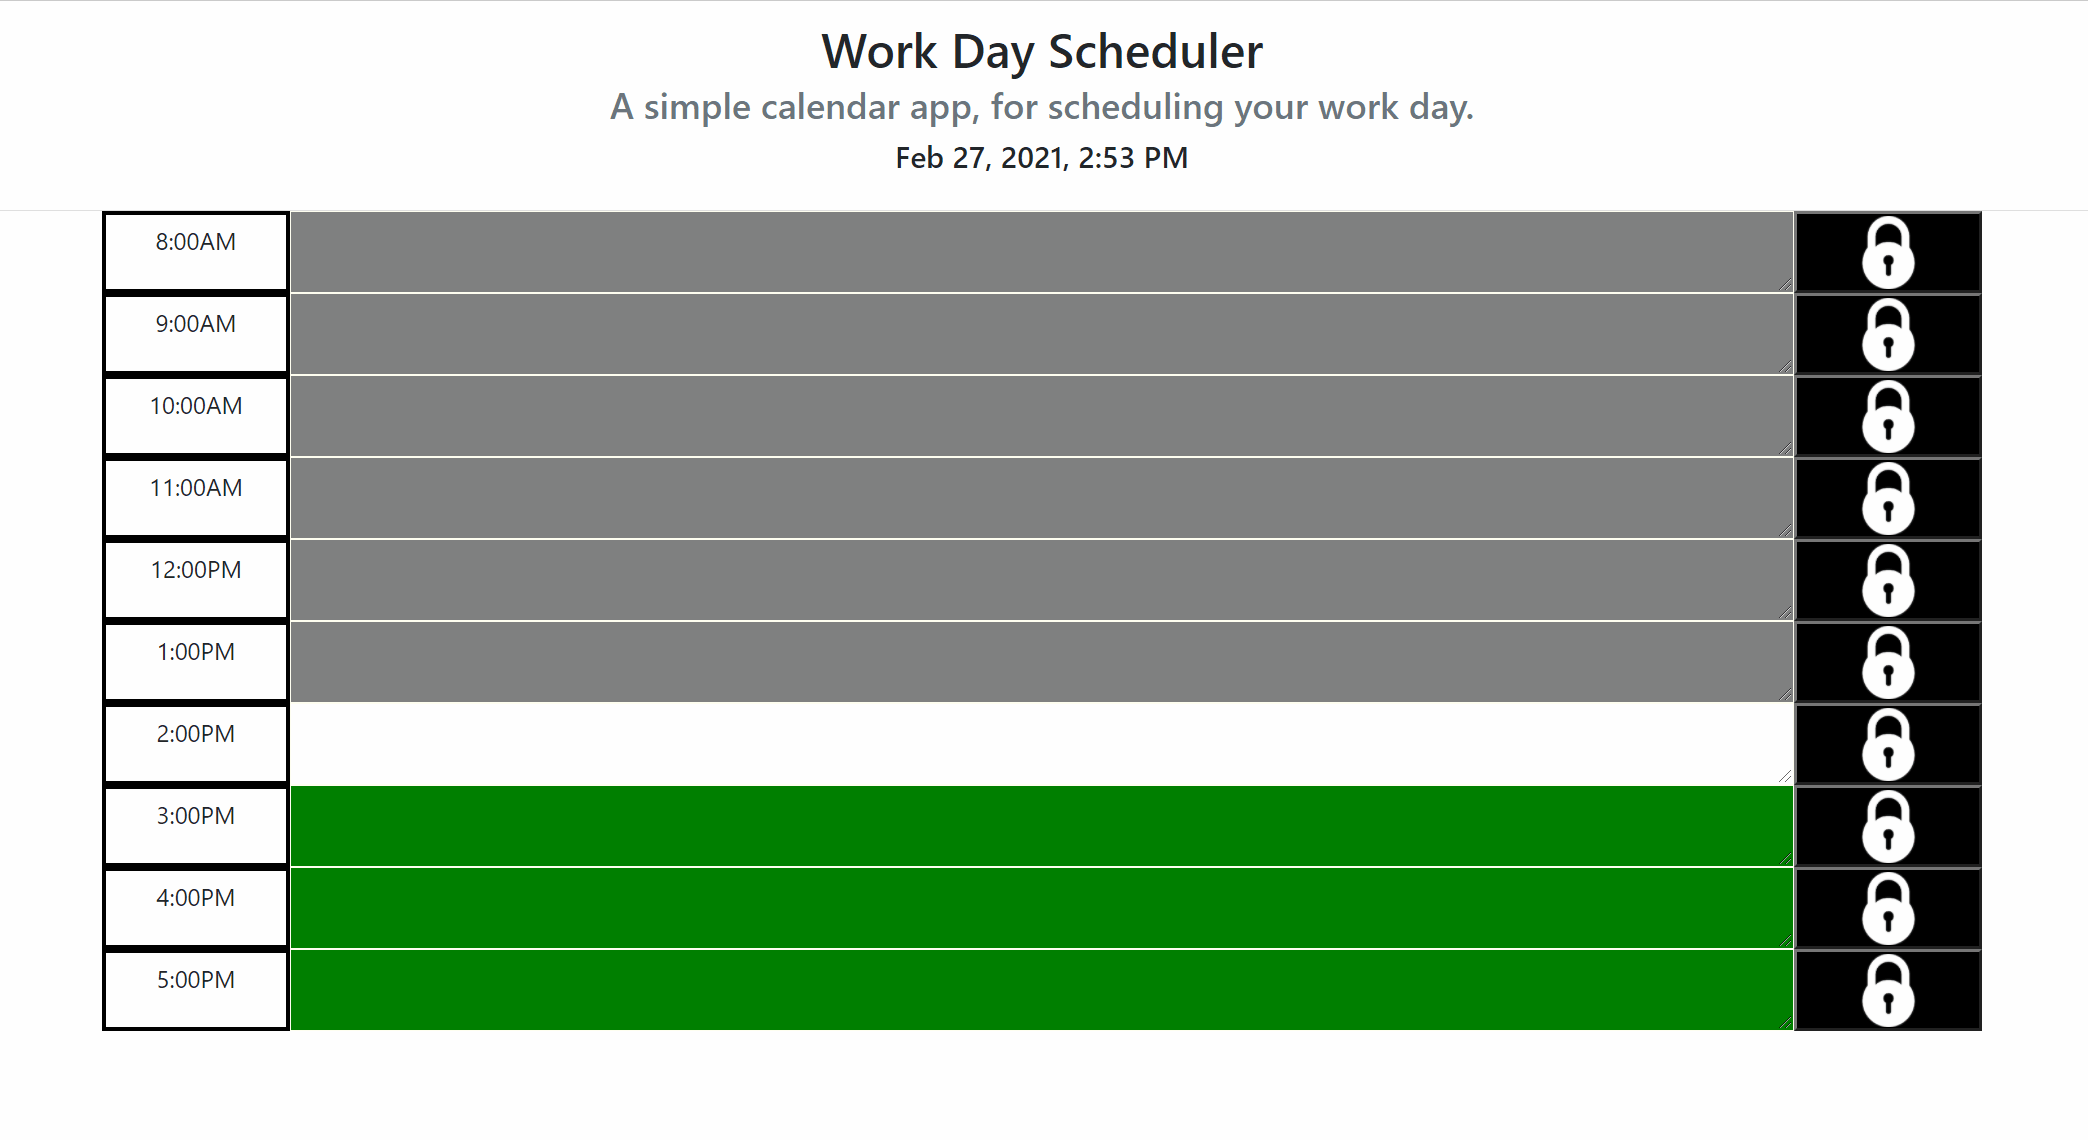 Work Day Scheduler
A simple calendar app, for scheduling your work day.
Feb 27, 2021, 2:53 PM
8:00AM
9:00AM
10:00AM
11:00AM
12:00PM
1:00PM
2:00PM
3:00PM
4:00PM
5:00PM